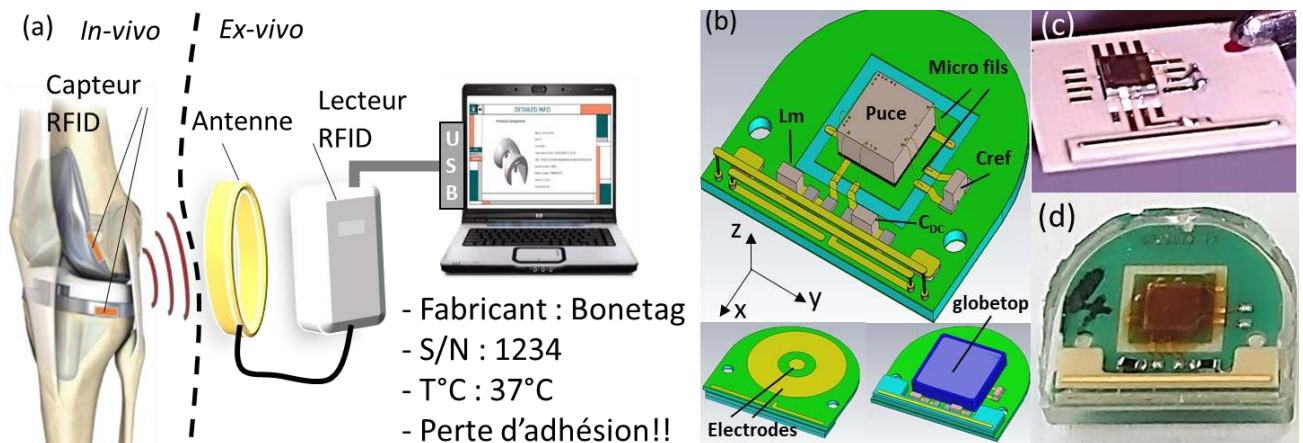 (a)
In-vivo
Ex-vivo
Capteur
RFID
Antenne
Lecteur
RFID
USB
DETAILED INFO
- Fabricant : Bonetag
- S/N : 1234
- T°C : 37°C
- Perte d’adhésion!!
(b)
Micro fils
Puce
Lm
Cref
CDC
z
y
x
globetop
Electrodes
(c)
(d)